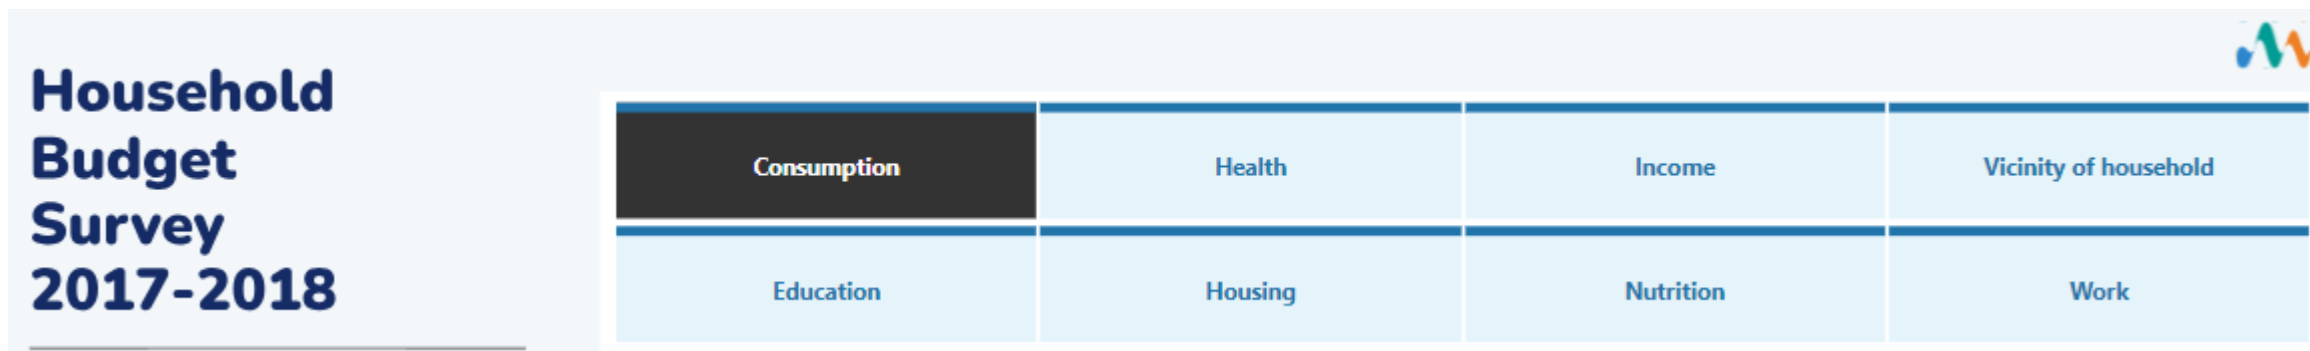 Household
Budget
Survey
2017-2018
Consumption
Health
Income
Vicinity of household
Education
Housing
Nutrition
Work